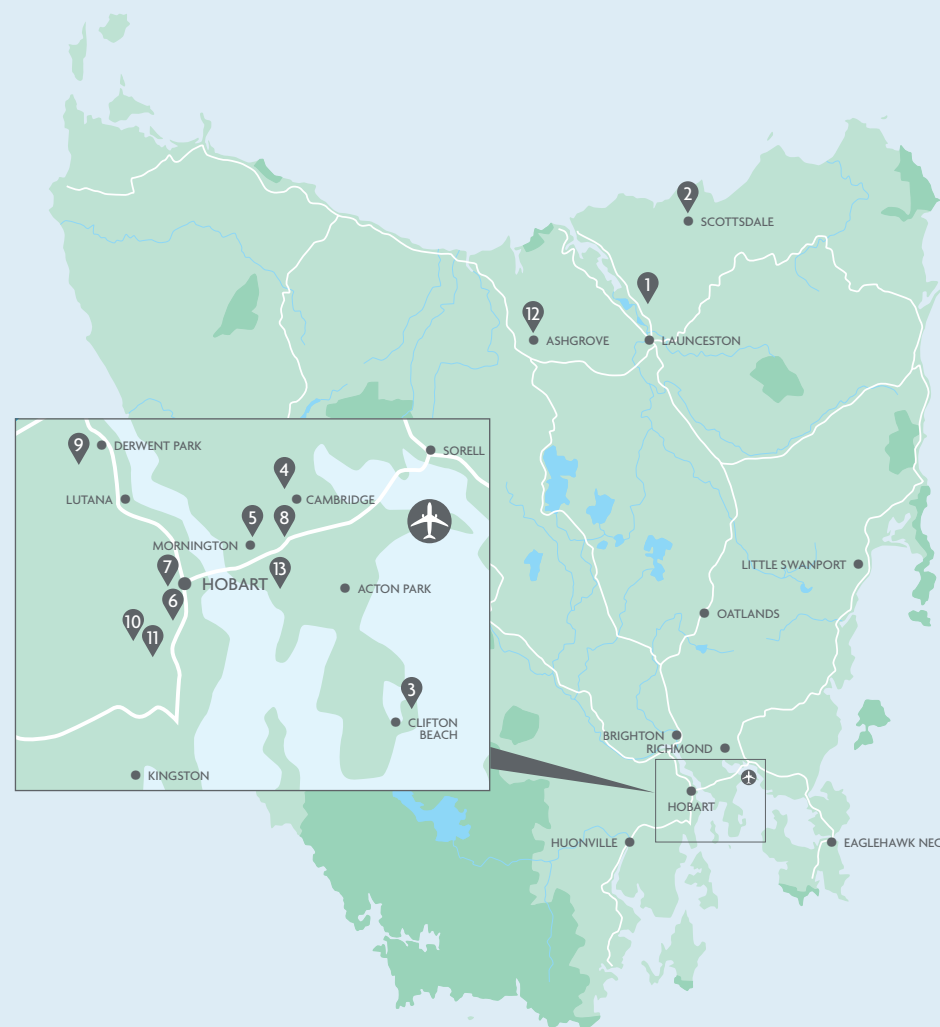 2
SCOTTSDALE
1
12
ASHGROVE
LAUNCESTON
9
DERWENT PARK
SORELL
4
LUTANA
CAMBRIDGE
5
8
MORNINGTON
7
HOBART
13
ACTON PARK
6
10
11
3
CLIFTON
BEACH
KINGSTON
LITTLE SWANPORT
OATLANDS
BRIGHTON
RICHMOND
HOBART
HUONVILLE
EAGLEHAWK NEC